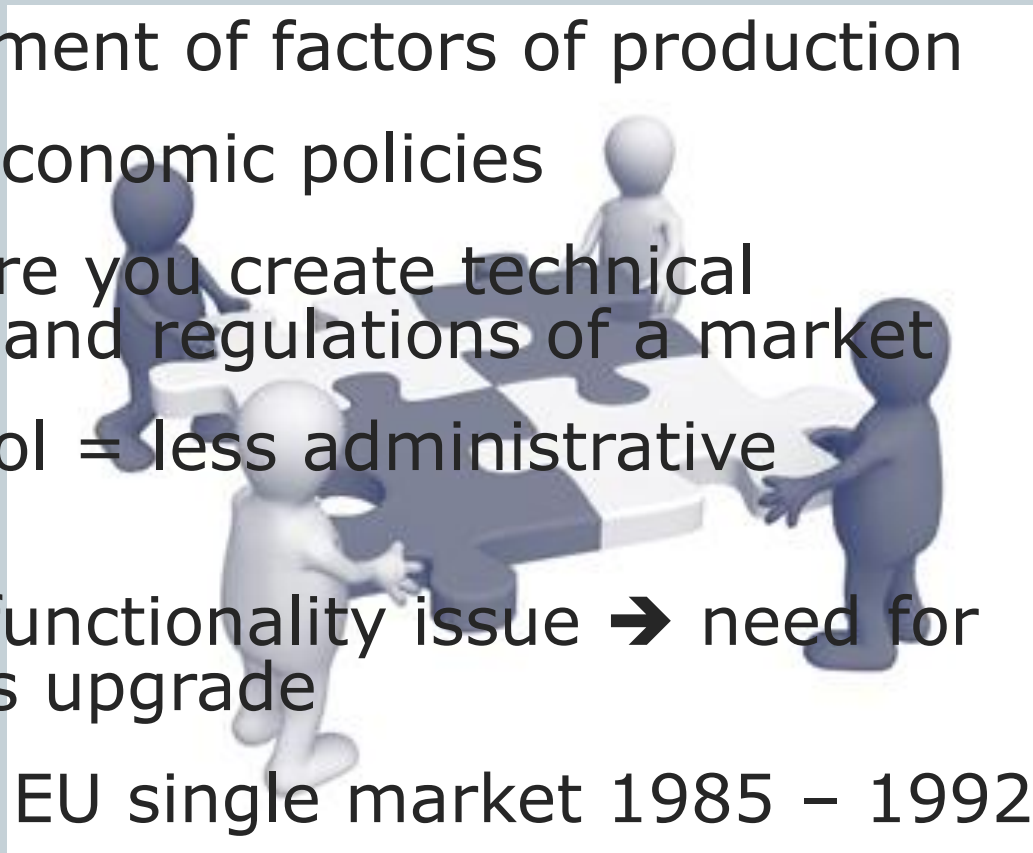 ment of factors of production
conomic policies
re you create technical
and regulations of a market
ol = less administrative
unctionality issue ➔ need for
s upgrade
EU single market 1985 – 1992